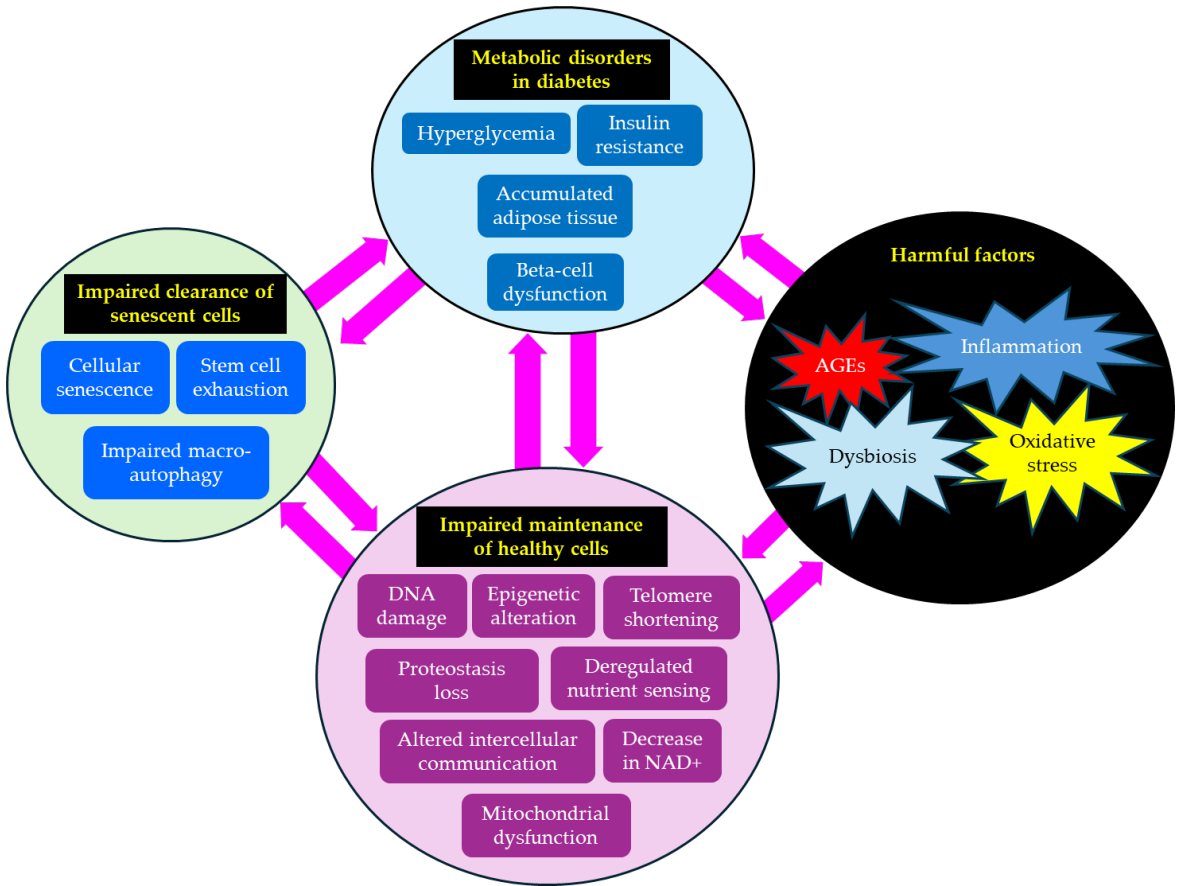 Metabolic disorders
in diabetes
Hyperglycemia
Insulin
resistance
Accumulated
adipose tissue
Beta-cell
dysfunction
Impaired clearance of
senescent cells
Cellular
senescence
Stem cell
exhaustion
Impaired macro-
autophagy
Harmful factors
AGEs
Inflammation
Dysbiosis
Oxidative
stress
Impaired maintenance
of healthy cells
DNA
damage
Epigenetic
alteration
Telomere
shortening
Proteostasis
loss
Deregulated
nutrient sensing
Altered intercellular
communication
Decrease
in NAD+
Mitochondrial
dysfunction